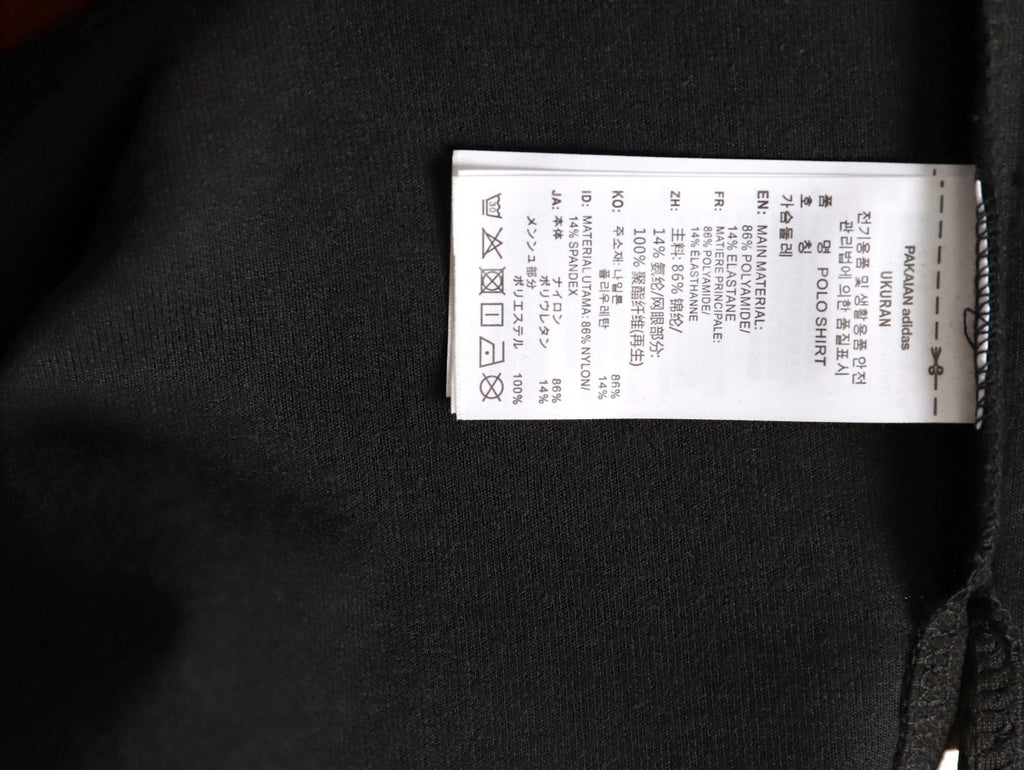 PAKAIAN adidas
UKURAN
전기용품 및 생활용품 안전
관리법에 의한 품질표시
품 명 POLO SHIRT
호 칭
가슴둘레
EN: MAIN MATERIAL:
86% POLYAMIDE/
14% ELASTANE
FR: MATIERE PRINCIPALE:
86% POLYAMIDE/
14% ÉLASTHANNE
ZH: 主料: 86% 锦纶/
14% 氨纶/网眼部分:
100% 聚酯纤维(再生)
KO: 주소재: 나일론 86%
폴리우레탄 14%
ID: MATERIAL UTAMA: 86% NYLON/
14% SPANDEX
JA: 本体 ナイロン 86%
ポリウレタン 14%
メンシュ部分
ポリエステル 100%
30